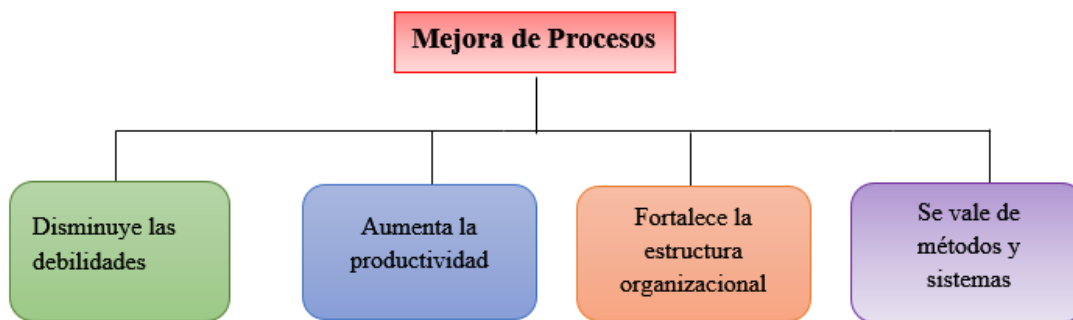 Mejora de Procesos
Disminuye las
debilidades
Aumenta la
productividad
Fortalece la
estructura
organizacional
Se vale de
métodos y
sistemas